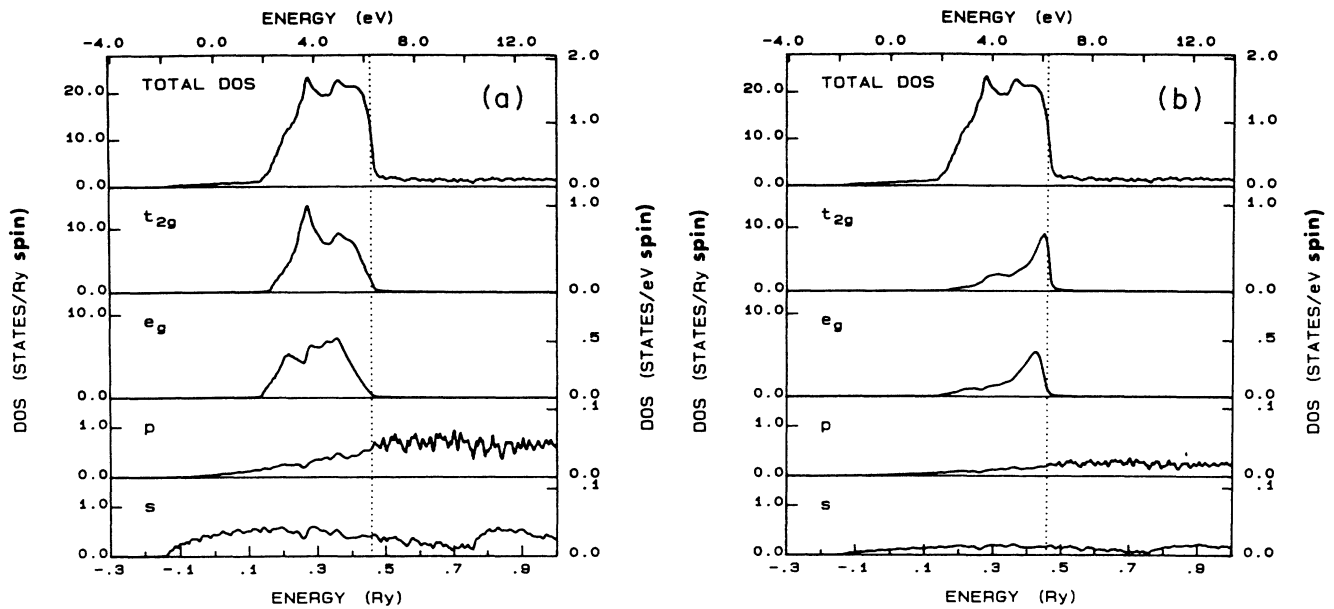 ENERGY (eV)
-4.0 0.0 4.0 8.0 12.0
TOTAL DOS
(a)
20.0
10.0
0.0
2.0
1.0
0.0
t2g
10.0
0.0
1.0
0.0
eg
10.0
0.0
.5
0.0
p
1.0
0.0
.1
0.0
s
1.0
0.0
.1
0.0
-.3 -.1 .1 .3 .5 .7 .9
ENERGY (Ry)
DOS (STATES/Ry spin)
DOS (STATES/eV spin)
ENERGY (eV)
-4.0 0.0 4.0 8.0 12.0
TOTAL DOS
(b)
20.0
10.0
0.0
2.0
1.0
0.0
t2g
10.0
0.0
1.0
0.0
eg
10.0
0.0
.5
0.0
p
1.0
0.0
.1
0.0
s
1.0
0.0
.1
0.0
-.3 -.1 .1 .3 .5 .7 .9
ENERGY (Ry)
DOS (STATES/Ry spin)
DOS (STATES/eV spin)